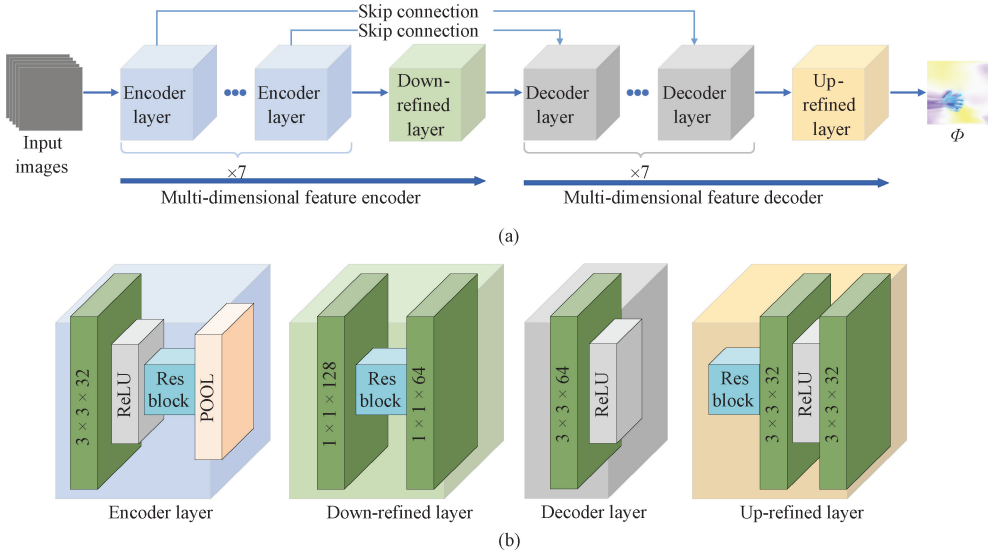 Skip connection
Skip connection
Input
images
Encoder
layer
Encoder
layer
Down-
refined
layer
Decoder
layer
Decoder
layer
Up-
refined
layer
Φ
×7
×7
Multi-dimensional feature encoder
Multi-dimensional feature decoder
(a)
3 × 3 × 32
ReLU
Res
block
POOL
1 × 1 × 128
Res
block
1 × 1 × 64
3 × 3 × 64
ReLU
Res
block
3 × 3 × 32
ReLU
3 × 3 × 32
Encoder layer
Down-refined layer
Decoder layer
Up-refined layer
(b)